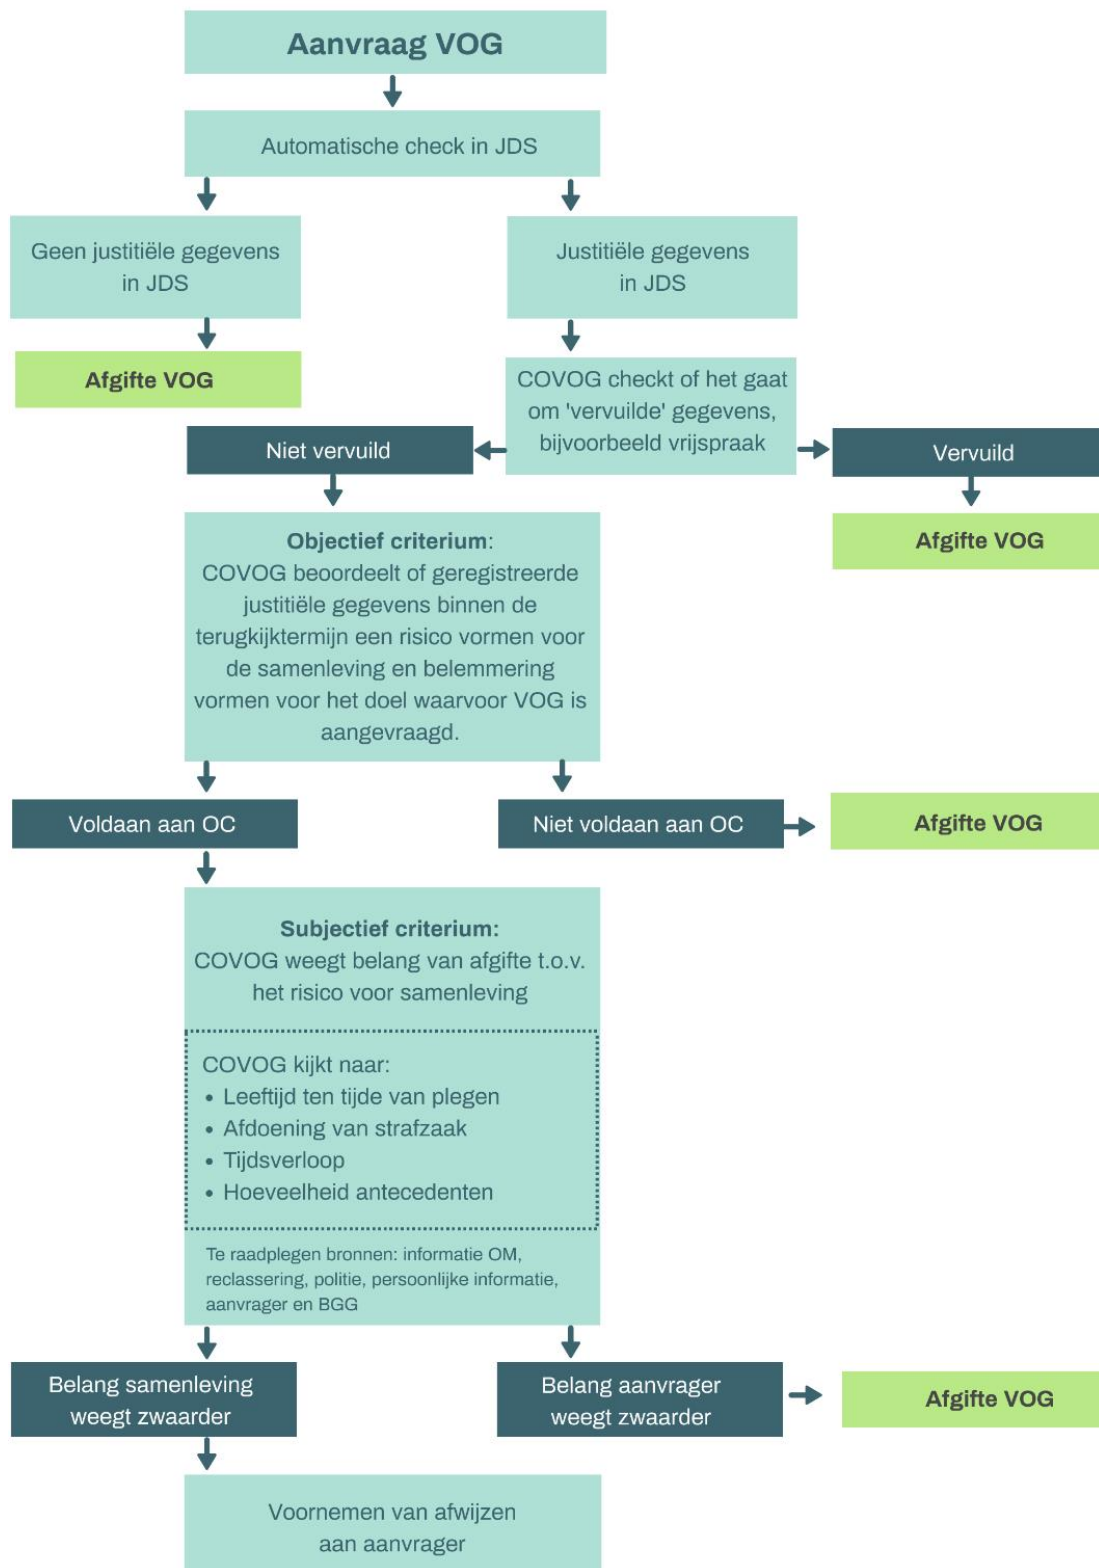 Aanvraag VOG
Automatische check in JDS
Geen justitiële gegevens
in JDS
Justitiële gegevens
in JDS
Afgifte VOG
COVOG checkt of het gaat
om 'vervuilde' gegevens,
bijvoorbeeld vrijspraak
Niet vervuild
Vervuild
Afgifte VOG
Objectief criterium:
COVOG beoordeelt of geregistreerde
justitiële gegevens binnen de
terugkijktermijn een risico vormen voor
de samenleving en belemmering
vormen voor het doel waarvoor VOG is
aangevraagd.
Voldaan aan OC
Niet voldaan aan OC
Afgifte VOG
Subjectief criterium:
COVOG weegt belang van afgifte t.o.v.
het risico voor samenleving
COVOG kijkt naar:
• Leeftijd ten tijde van plegen
• Afdoening van strafzaak
• Tijdsverloop
• Hoeveelheid antecedenten
Te raadplegen bronnen: informatie OM,
reclassering, politie, persoonlijke informatie,
aanvrager en BGG
Belang samenleving
weegt zwaarder
Belang aanvrager
weegt zwaarder
Afgifte VOG
Voornemen van afwijzen
aan aanvrager